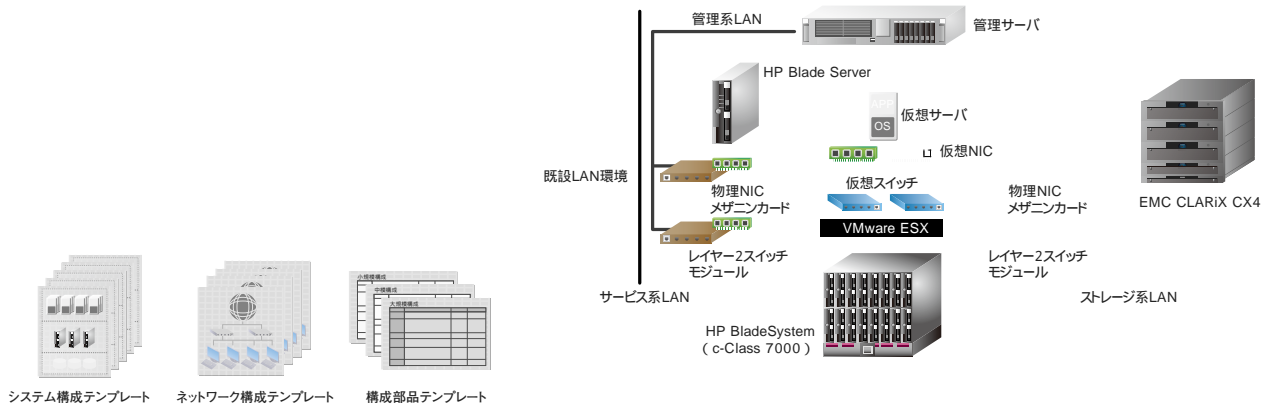 管理系LAN
管理サーバ
HP Blade Server
APP
OS
仮想サーバ
仮想NIC
既設LAN環境
物理NIC
メザニンカード
仮想スイッチ
物理NIC
メザニンカード
EMC CLARiX CX4
VMware ESX
レイヤー2スイッチ
モジュール
レイヤー2スイッチ
モジュール
サービス系LAN
ストレージ系LAN
HP BladeSystem
(c-Class 7000)
小規模構成
中規模構成
大規模構成
システム構成テンプレート
ネットワーク構成テンプレート
構成部品テンプレート